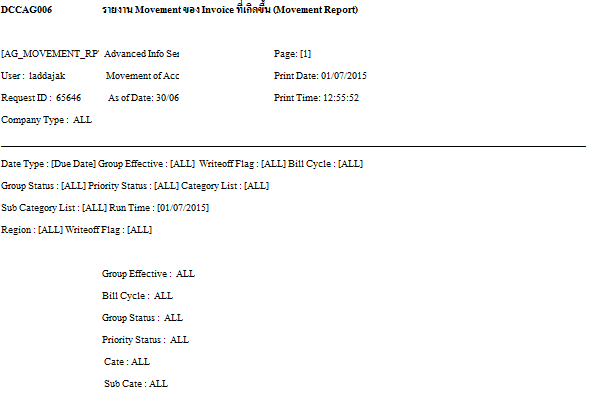 DCCAG006 รายงาน Movement ของ Invoice ที่เกิดขึ้น (Movement Report)
[AG_MOVEMENT_RP Advanced Info Ser Page: [1]
User : 1addajak Movement of Acc Print Date: 01/07/2015
Request ID : 65646 As of Date: 30/06 Print Time: 12:55:52
Company Type : ALL
Date Type : [Due Date] Group Effective : [ALL] Writeoff Flag : [ALL] Bill Cycle : [ALL]
Group Status : [ALL] Priority Status : [ALL] Category List : [ALL]
Sub Category List : [ALL] Run Time : [01/07/2015]
Region : [ALL] Writeoff Flag : [ALL]
Group Effective : ALL
Bill Cycle : ALL
Group Status : ALL
Priority Status : ALL
Cate : ALL
Sub Cate : ALL